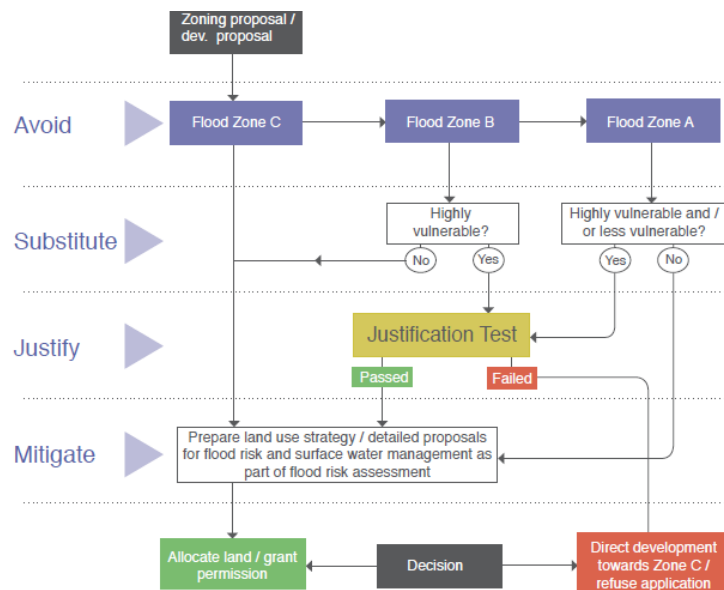 Zoning proposal /
dev. proposal
Avoid
Flood Zone C
Flood Zone B
Flood Zone A
Substitute
Highly
vulnerable?
Highly vulnerable and /
or less vulnerable?
No
Yes
Yes
No
Justify
Justification Test
Passed
Failed
Mitigate
Prepare land use strategy / detailed proposals
for flood risk and surface water management as
part of flood risk assessment
Allocate land / grant
permission
Decision
Direct development
towards Zone C /
refuse application